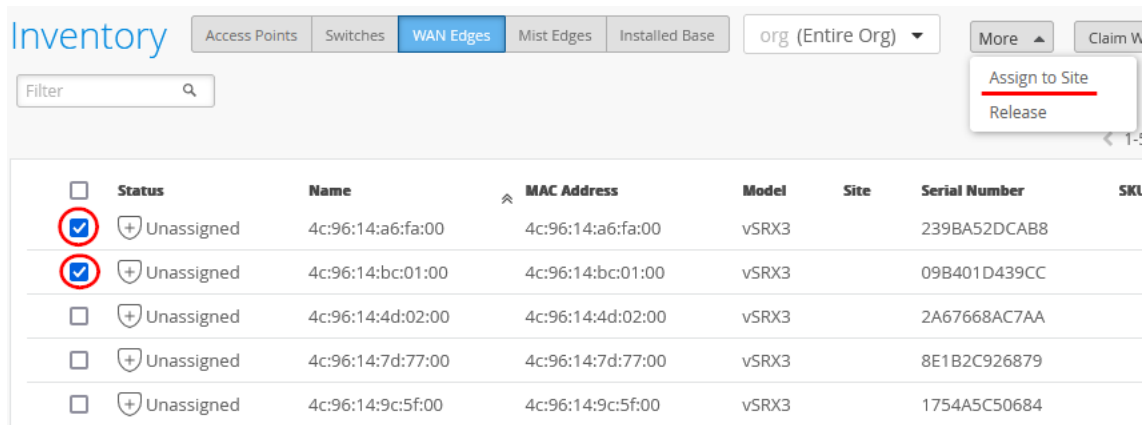 Inventory Access Points Switches WAN Edges Mist Edges Installed Base org (Entire Org) More Claim W
Filter
Assign to Site
Release
1-5
Status Name MAC Address Model Site Serial Number SKU
Unassigned 4c:96:14:a6:fa:00 4c:96:14:a6:fa:00 vSRX3 239BA52DCAB8
Unassigned 4c:96:14:bc:01:00 4c:96:14:bc:01:00 vSRX3 09B401D439CC
Unassigned 4c:96:14:4d:02:00 4c:96:14:4d:02:00 vSRX3 2A67668AC7AA
Unassigned 4c:96:14:7d:77:00 4c:96:14:7d:77:00 vSRX3 8E1B2C926879
Unassigned 4c:96:14:9c:5f:00 4c:96:14:9c:5f:00 vSRX3 1754A5C50684